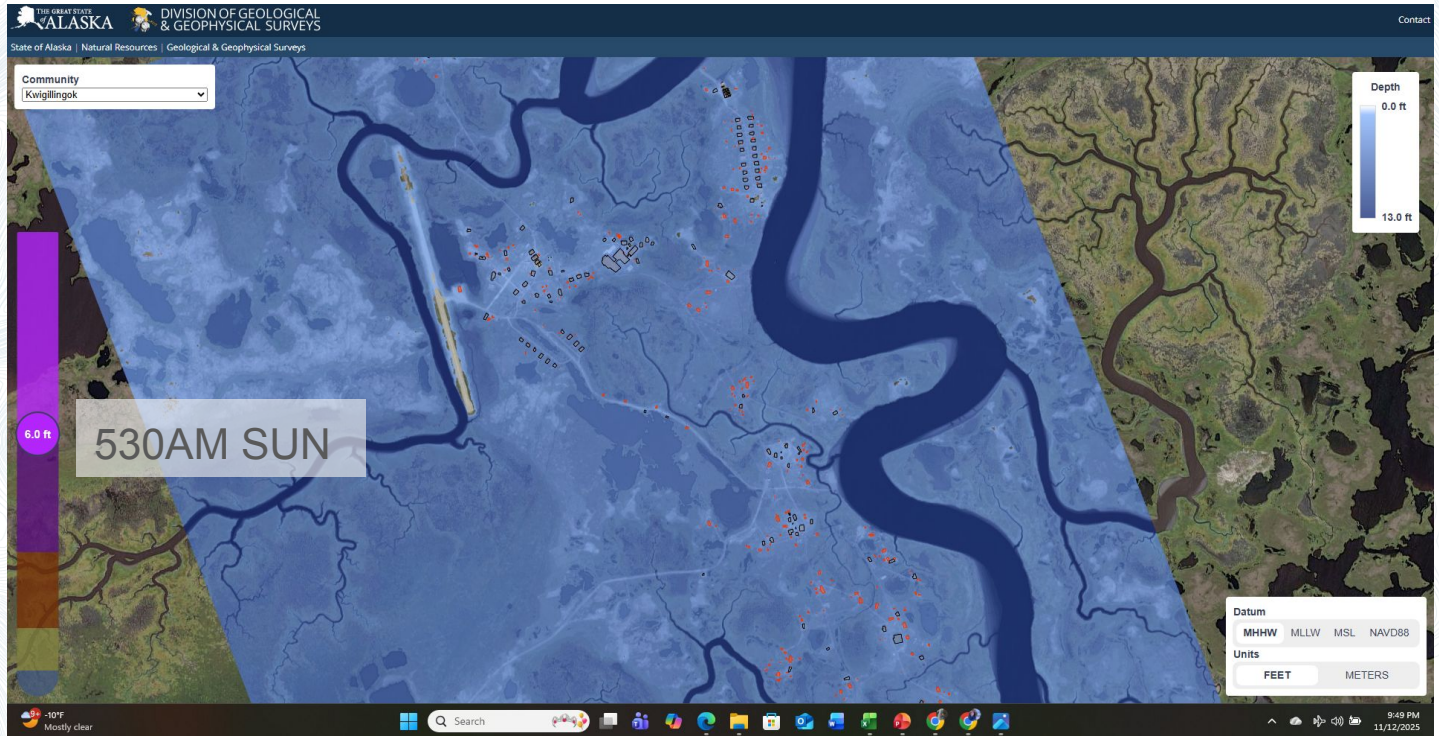 THE GREAT STATE
of ALASKA
DIVISION OF GEOLOGICAL
& GEOPHYSICAL SURVEYS
Contact
State of Alaska | Natural Resources | Geological & Geophysical Surveys
Community
Kwigillingok
Depth
0.0 ft
13.0 ft
6.0 ft
530AM SUN
Datum
MHHW MLLW MSL NAVD88
Units
FEET METERS
9+
-10°F
Mostly clear
Search
9:49 PM
11/12/2025